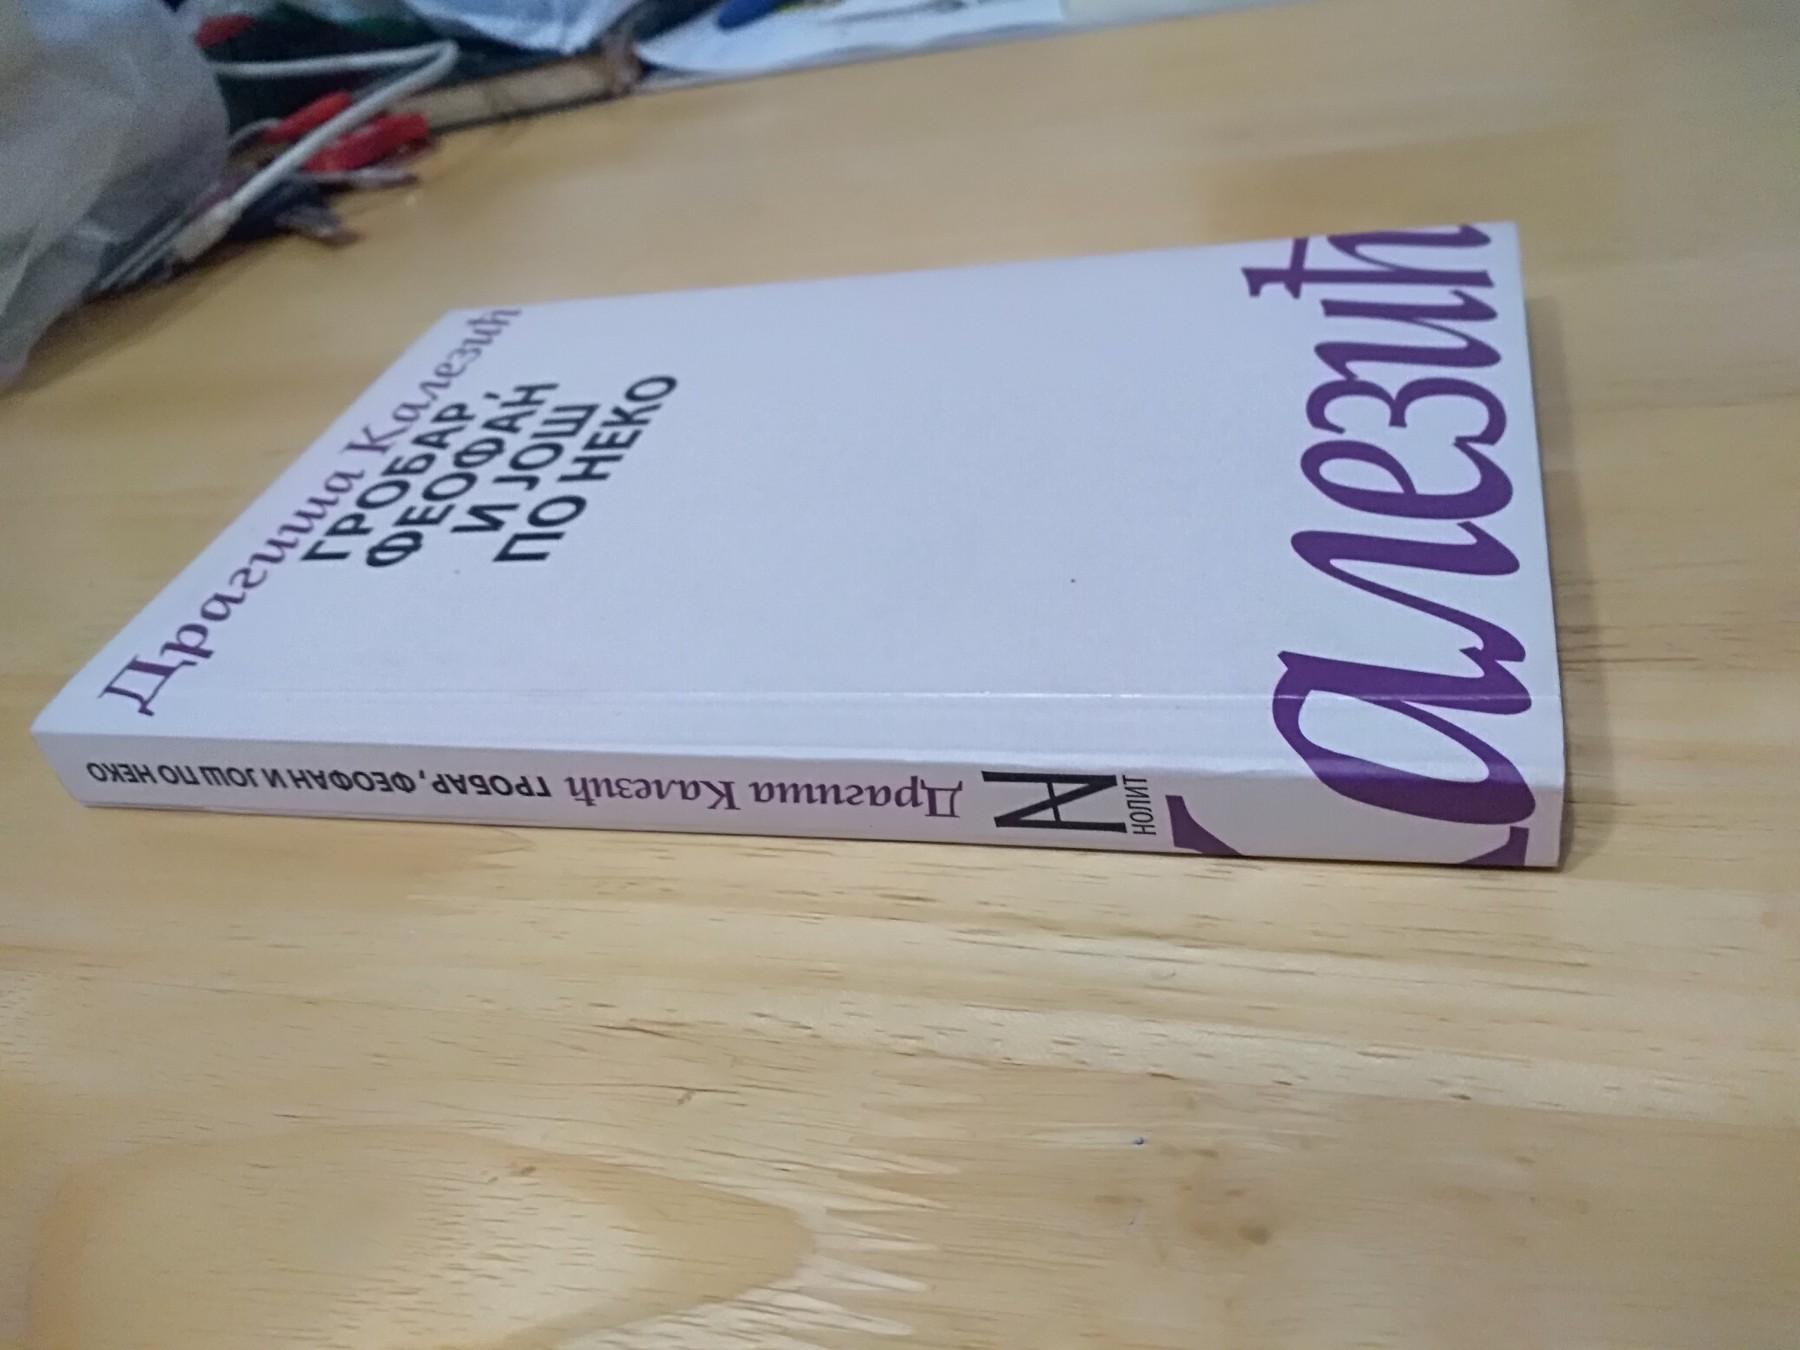 Драгиша Калезић
ГРОБАР,
ФЕОФАН
И ЈОШ
ПО НЕКО
алезић
Драгиша Калезић ГРОБАР, ФЕОФАН И ЈОШ ПО НЕКО
НОЛИТ